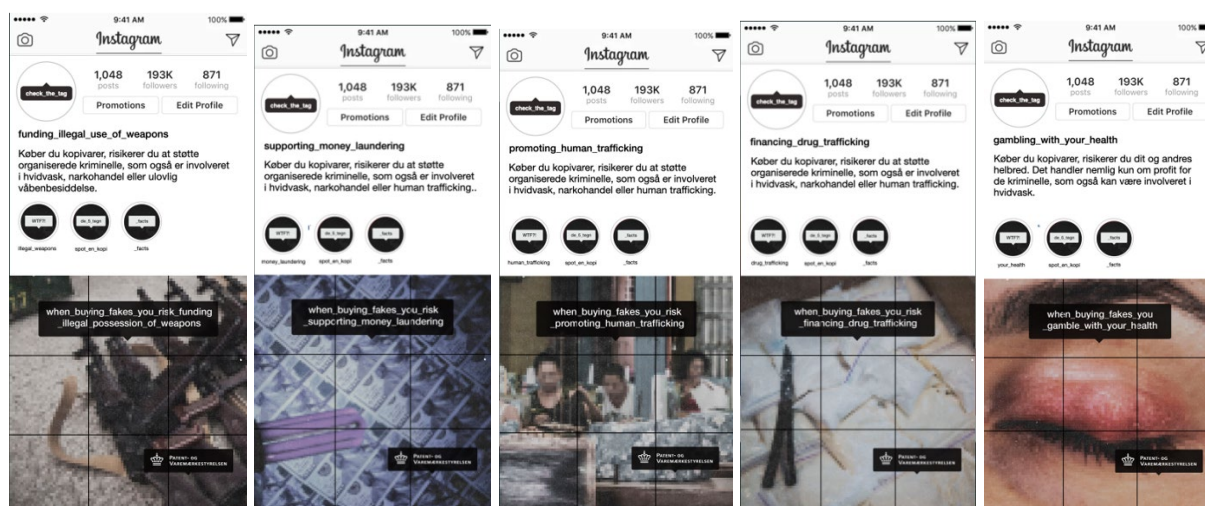 9:41 AM 100%
Instagram
check_the_tag
1,048 193K 871
posts followers following
Promotions Edit Profile
funding_illegal_use_of_weapons
Køber du kopivarer, risikerer du at støtte
organiserede kriminelle, som også er involveret
i hvidvask, narkohandel eller ulovlig
våbenbesiddelse.
WTF?! de_5_tegn _facts
illegal_weapons spot_en_kopi _facts
when_buying_fakes_you_risk_funding
_illegal_possession_of_weapons
PATENT- OG
VAREMÆRKESTYRELSEN
9:41 AM 100%
Instagram
check_the_tag
1,048 193K 871
posts followers following
Promotions Edit Profile
supporting_money_laundering
Køber du kopivarer, risikerer du at støtte
organiserede kriminelle, som også er involveret
i hvidvask, narkohandel eller human trafficking..
WTF?! de_5_tegn _facts
money_laundering spot_en_kopi _facts
when_buying_fakes_you_risk
_supporting_money_laundering
PATENT- OG
VAREMÆRKESTYRELSEN
9:41 AM 100%
Instagram
check_the_tag
1,048 193K 871
posts followers following
Promotions Edit Profile
promoting_human_trafficking
Køber du kopivarer, risikerer du at støtte
organiserede kriminelle, som også er involveret
i hvidvask, narkohandel eller human trafficking.
WTF?! de_5_tegn _facts
human_trafficking spot_en_kopi _facts
when_buying_fakes_you_risk
_promoting_human_trafficking
PATENT- OG
VAREMÆRKESTYRELSEN
9:41 AM 100%
Instagram
check_the_tag
1,048 193K 871
posts followers following
Promotions Edit Profile
financing_drug_trafficking
Køber du kopivarer, risikerer du at støtte
organiserede kriminelle, som også er involveret
i hvidvask, narkohandel eller human trafficking.
WTF?! de_5_tegn _facts
drug_trafficking spot_en_kopi _facts
when_buying_fakes_you_risk
_financing_drug_trafficking
PATENT- OG
VAREMÆRKESTYRELSEN
9:41 AM 100%
Instagram
check_the_tag
1,048 193K 871
posts followers following
Promotions Edit Profile
gambling_with_your_health
Køber du kopivarer, risikerer du dit og andres
helbred. Det handler nemlig kun om profit for
de kriminelle, som også kan være involveret i
hvidvask.
WTF?! de_5_tegn _facts
your_health spot_en_kopi _facts
when_buying_fakes_you
_gamble_with_your_health
PATENT- OG
VAREMÆRKESTYRELSEN